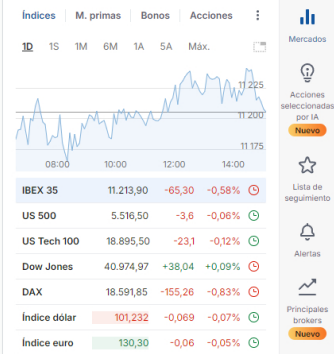 Índices M. primas Bonos Acciones
1D 1S 1M 6M 1A 5A Máx.
11.225
11.200
11.175
08:00 10:00 12:00 14:00
IBEX 35 11.213,90 -65,30 -0,58%
US 500 5.516,50 -3,6 -0,06%
US Tech 100 18.895,50 -23,1 -0,12%
Dow Jones 40.974,97 +38,04 +0,09%
DAX 18.591,85 -155,26 -0,83%
Índice dólar 101,232 -0,069 -0,07%
Índice euro 130,30 -0,06 -0,05%
Mercados
Acciones
seleccionadas
por IA
Nuevo
Lista de
seguimiento
Alertas
Principales
brokers
Nuevo